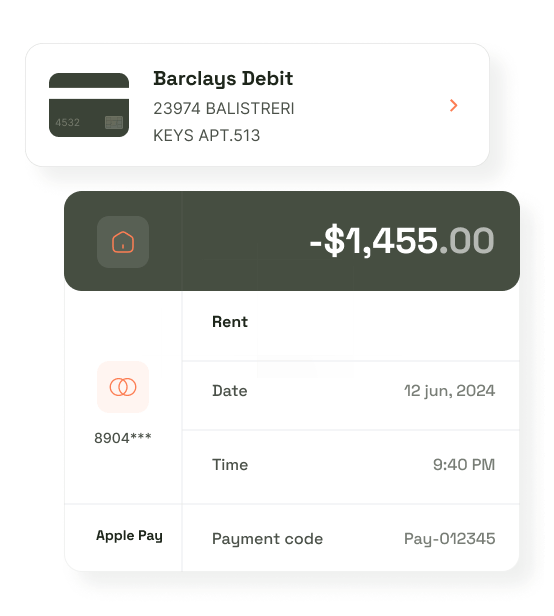 Barclays Debit
23974 BALISTRERI
KEYS APT.513
4532
-$1,455.00
Rent
Date 12 jun, 2024
8904***
Time 9:40 PM
Apple Pay
Payment code Pay-012345